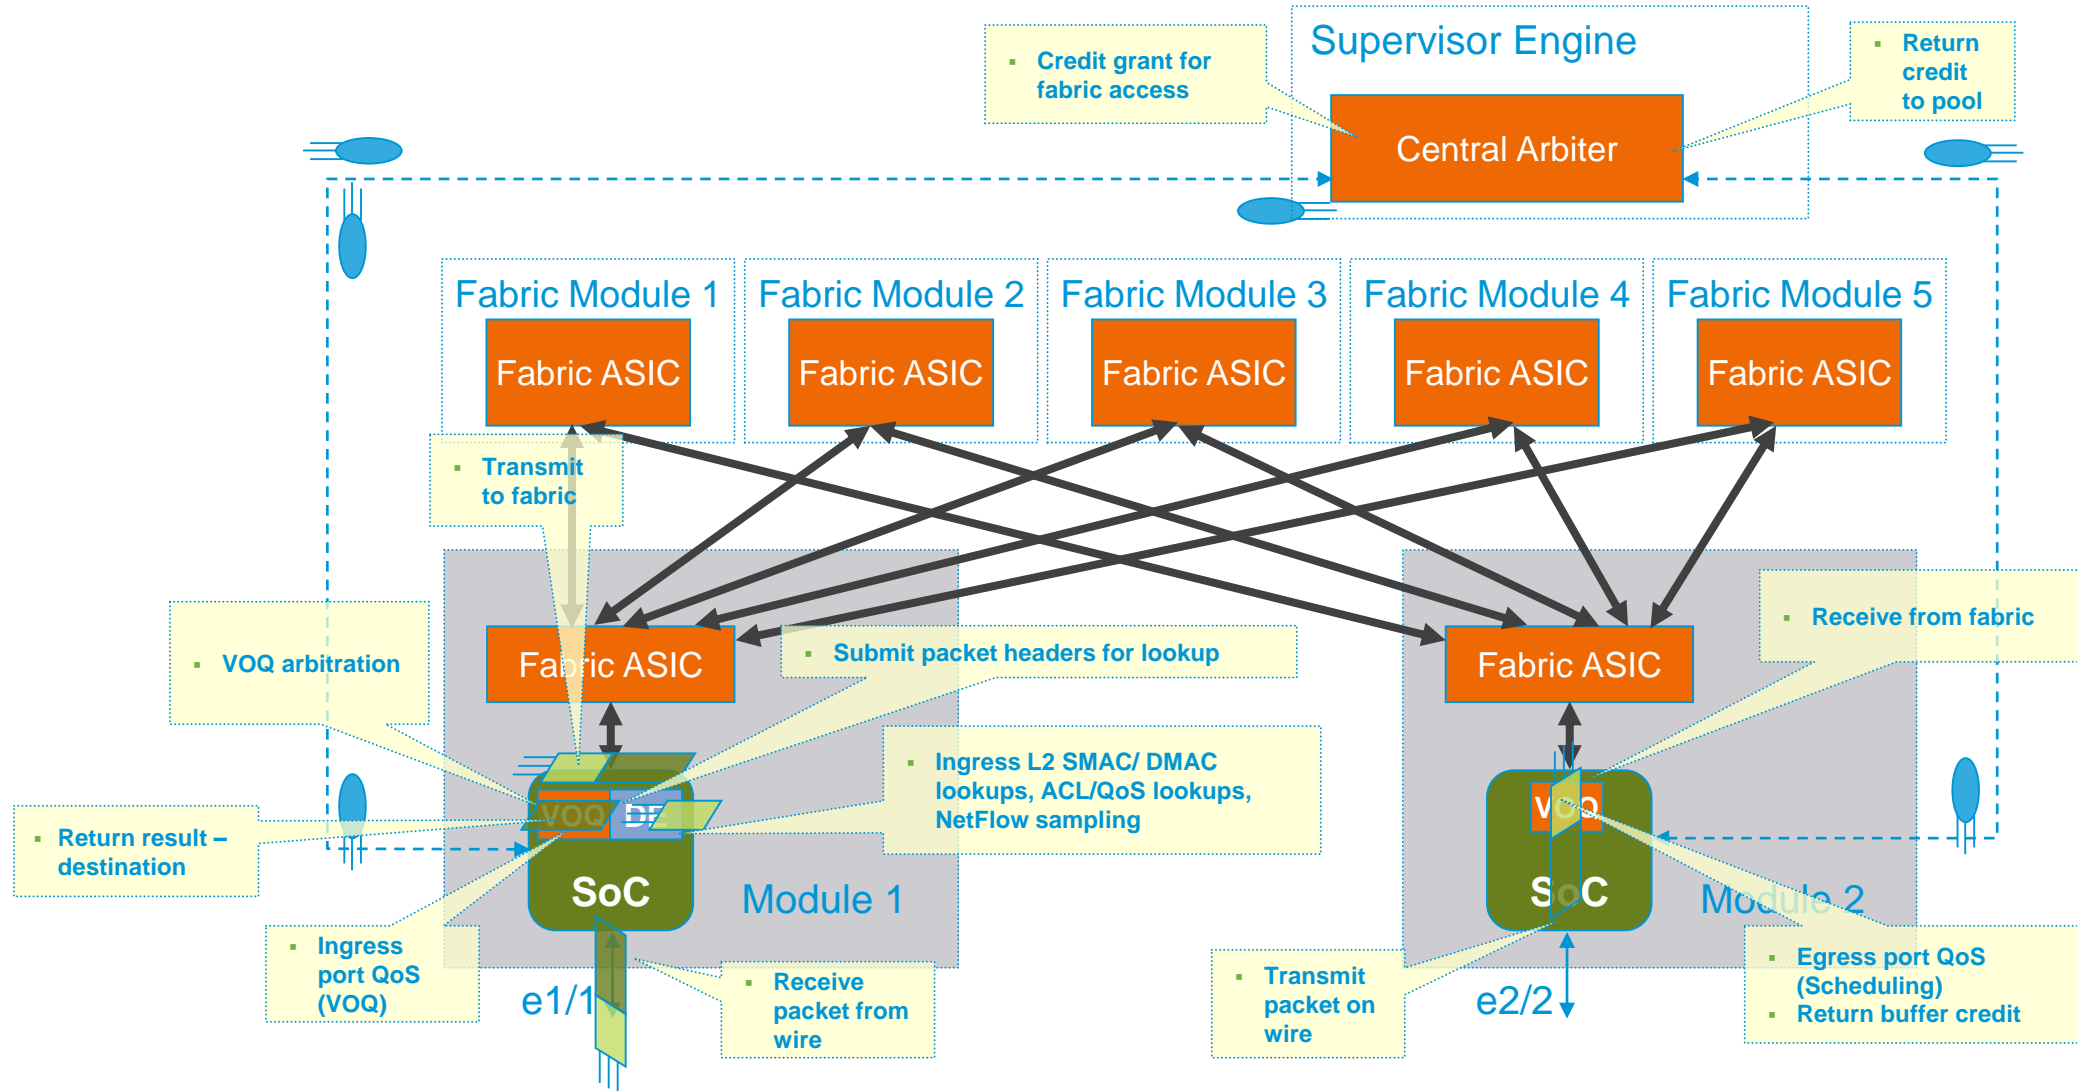 Supervisor Engine
Credit grant for
fabric access
Return
credit
to pool
Central Arbiter
Fabric Module 1
Fabric Module 2
Fabric Module 3
Fabric Module 4
Fabric Module 5
Fabric ASIC
Fabric ASIC
Fabric ASIC
Fabric ASIC
Fabric ASIC
Transmit
to fabric
Receive from fabric
VOQ arbitration
Submit packet headers for lookup
Fabric ASIC
Fabric ASIC
Ingress L2 SMAC/ DMAC
lookups, ACL/QoS lookups,
NetFlow sampling
VOQ
DE
VOQ
Return result –
destination
SoC
Module 1
SoC
Module 2
Ingress
port QoS
(VOQ)
e1/1
Receive
packet from
wire
Transmit
packet on
wire
e2/2
Egress port QoS
(Scheduling)
Return buffer credit